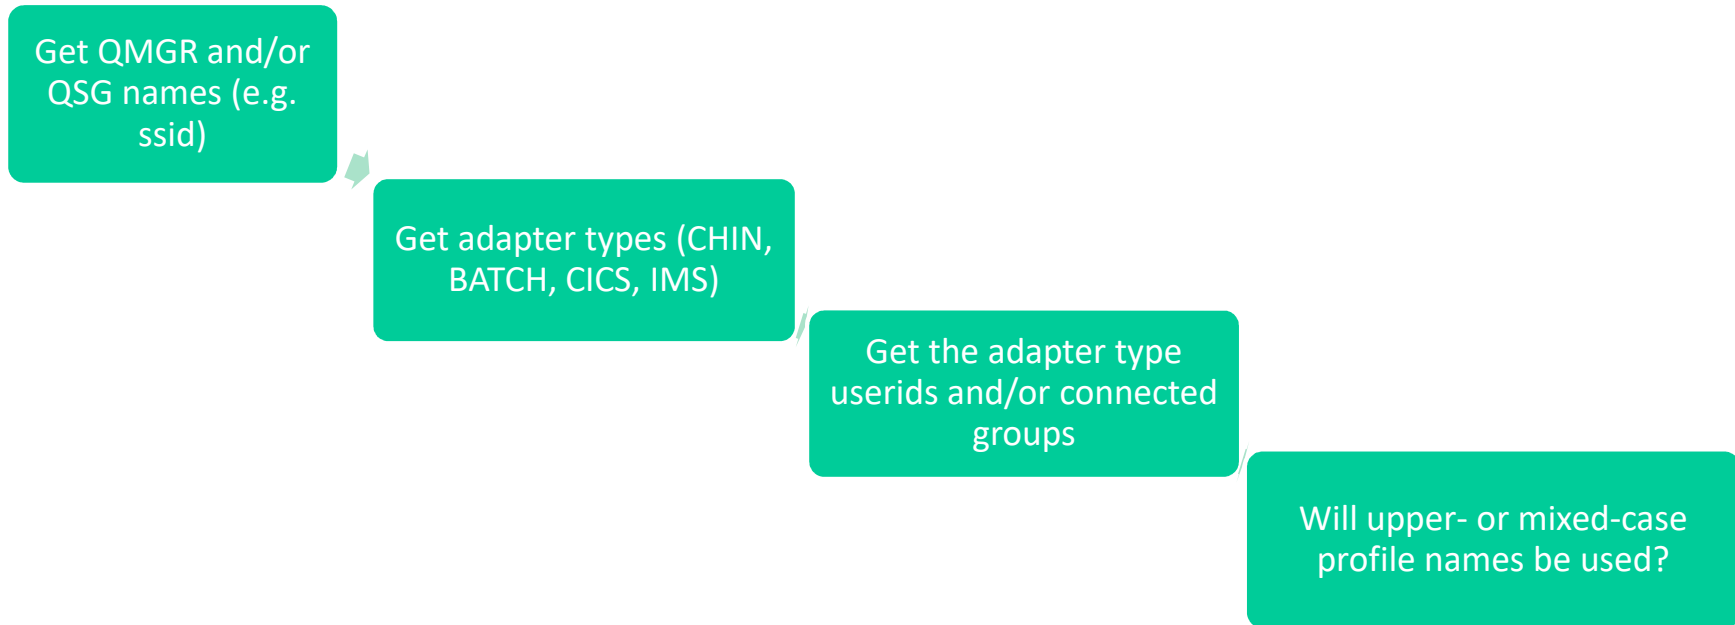 Get QMGR and/or
QSG names (e.g.
ssid)
Get adapter types (CHIN,
BATCH, CICS, IMS)
Get the adapter type
userids and/or connected
groups
Will upper- or mixed-case
profile names be used?